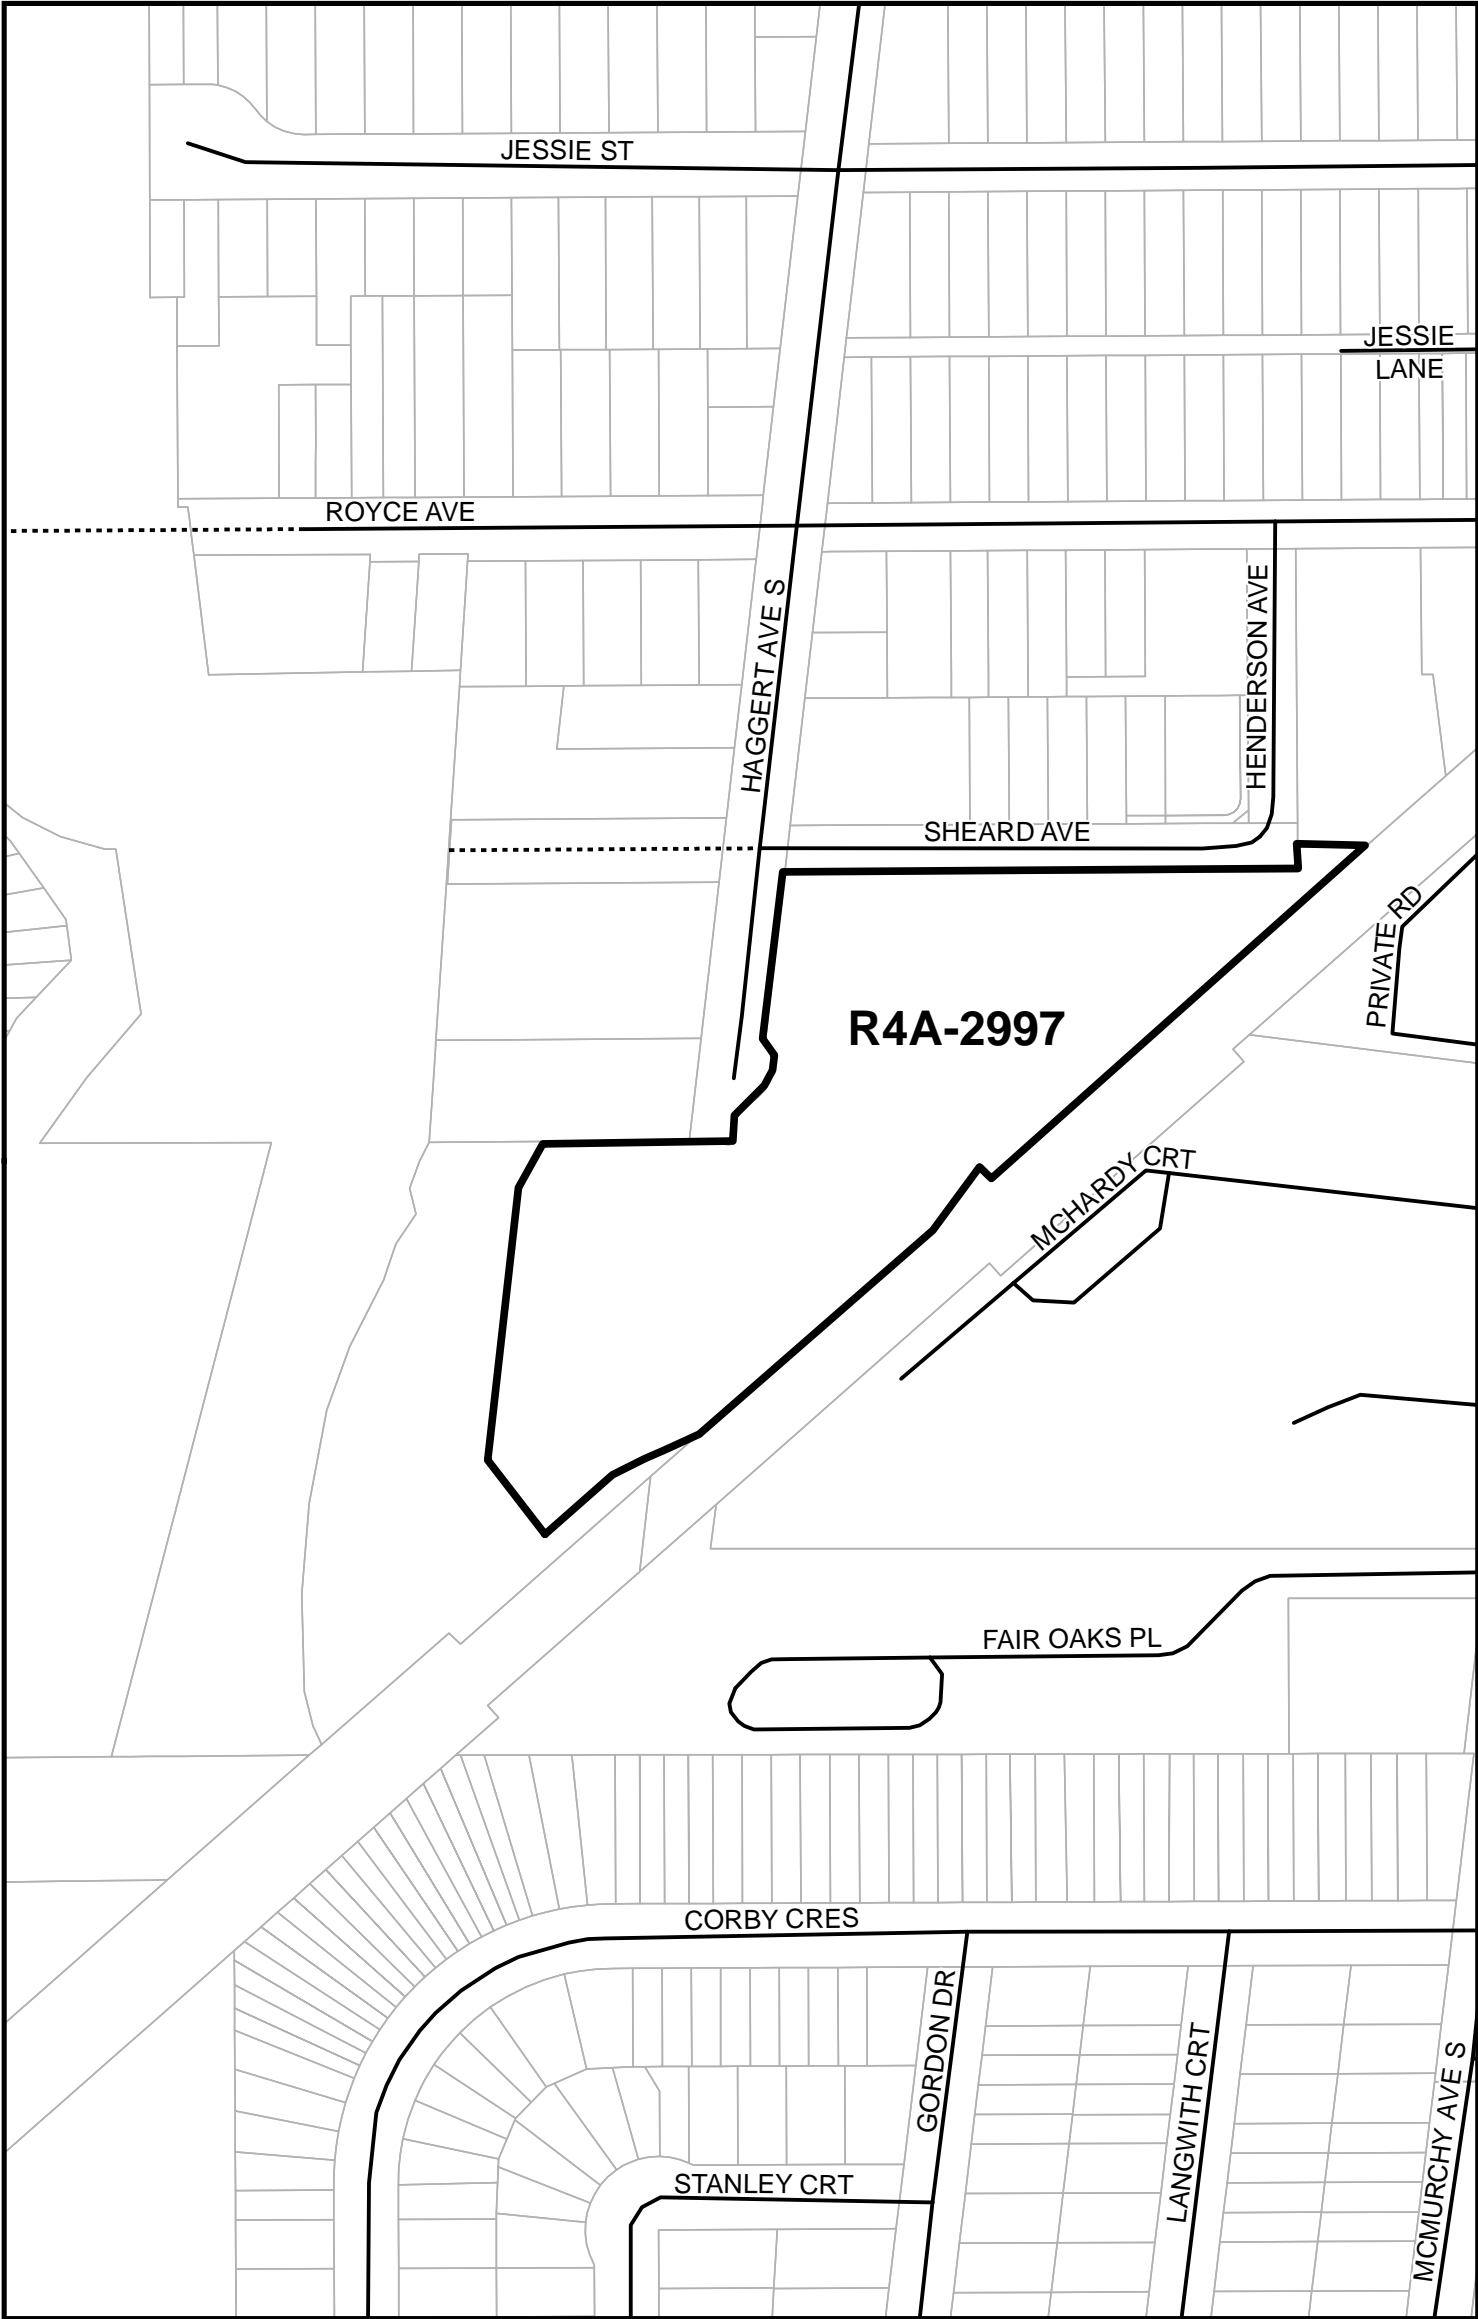 JESSIE ST
JESSIE
LANE
ROYCE AVE
HAGGERT AVE S
HENDERSON AVE
SHEARD AVE
PRIVATE RD
R4A-2997
MCHARDY CRT
FAIR OAKS PL
CORBY CRES
GORDON DR
LANGWITH CRT
MCMURCHY AVE S
STANLEY CRT